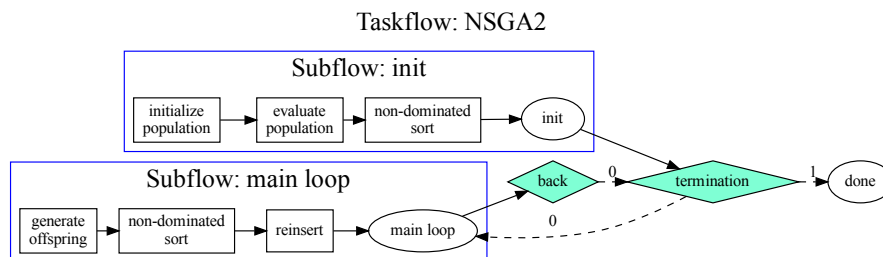 Taskflow: NSGA2
Subflow: init
initialize
population
evaluate
population
non-dominated
sort
init
Subflow: main loop
generate
offspring
non-dominated
sort
reinsert
main loop
back
0
termination
1
done
0